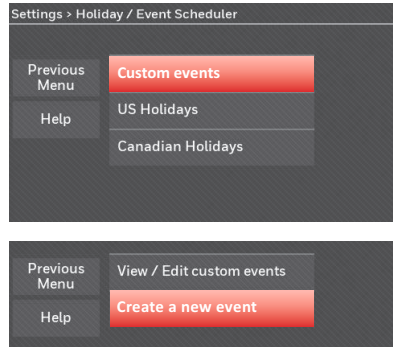 Settings > Holiday / Event Scheduler
Previous
Menu
Help
Custom events
US Holidays
Canadian Holidays
Previous
Menu
Help
View / Edit custom events
Create a new event